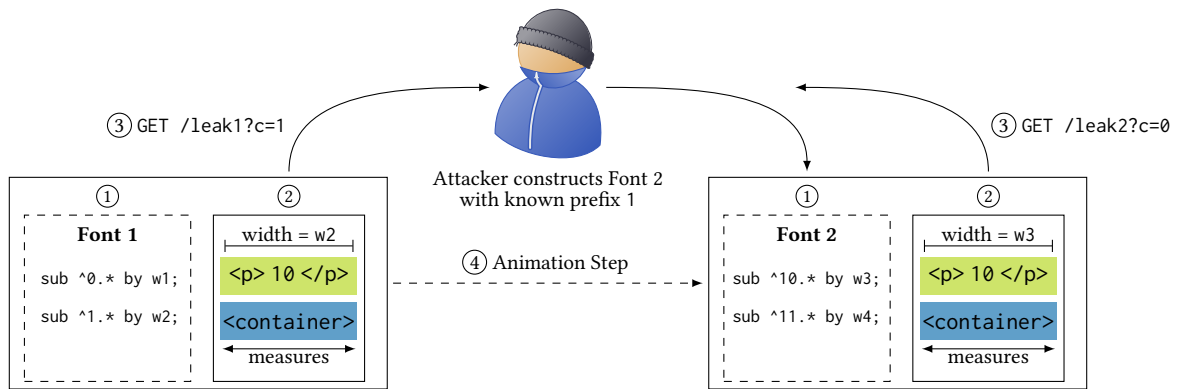 ③ GET /leak1?c=1
Attacker constructs Font 2
with known prefix 1
③ GET /leak2?c=0
①
Font 1
sub ^0.* by w1;
sub ^1.* by w2;
②
width = w2
<p> 10 </p>
<container>
measures
④ Animation Step
①
Font 2
sub ^10.* by w3;
sub ^11.* by w4;
②
width = w3
<p> 10 </p>
<container>
measures